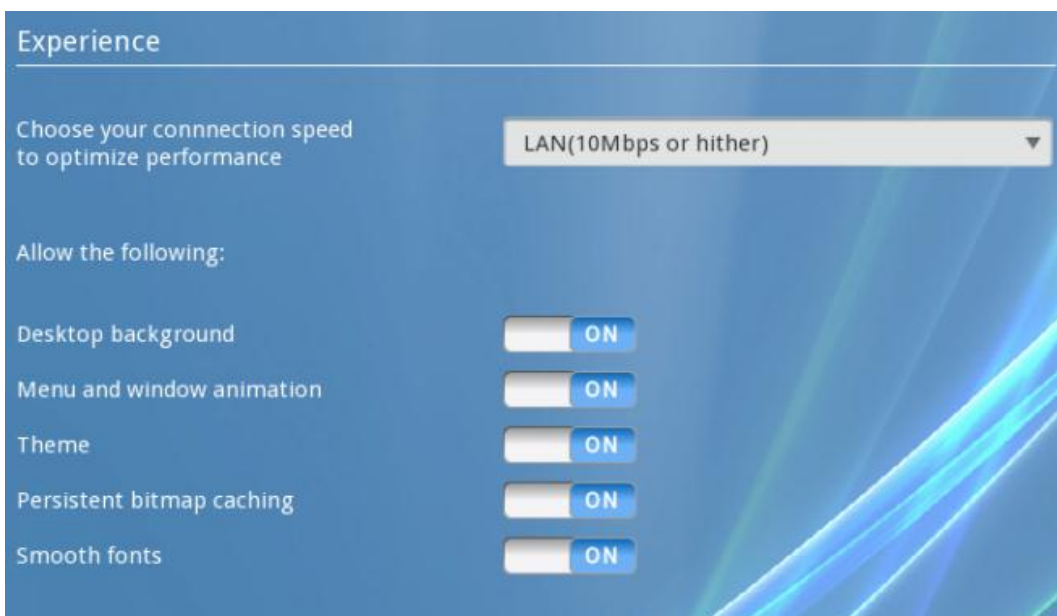 Experience
Choose your connnection speed
to optimize performance
LAN(10Mbps or hither)
Allow the following:
Desktop background
ON
Menu and window animation
ON
Theme
ON
Persistent bitmap caching
ON
Smooth fonts
ON